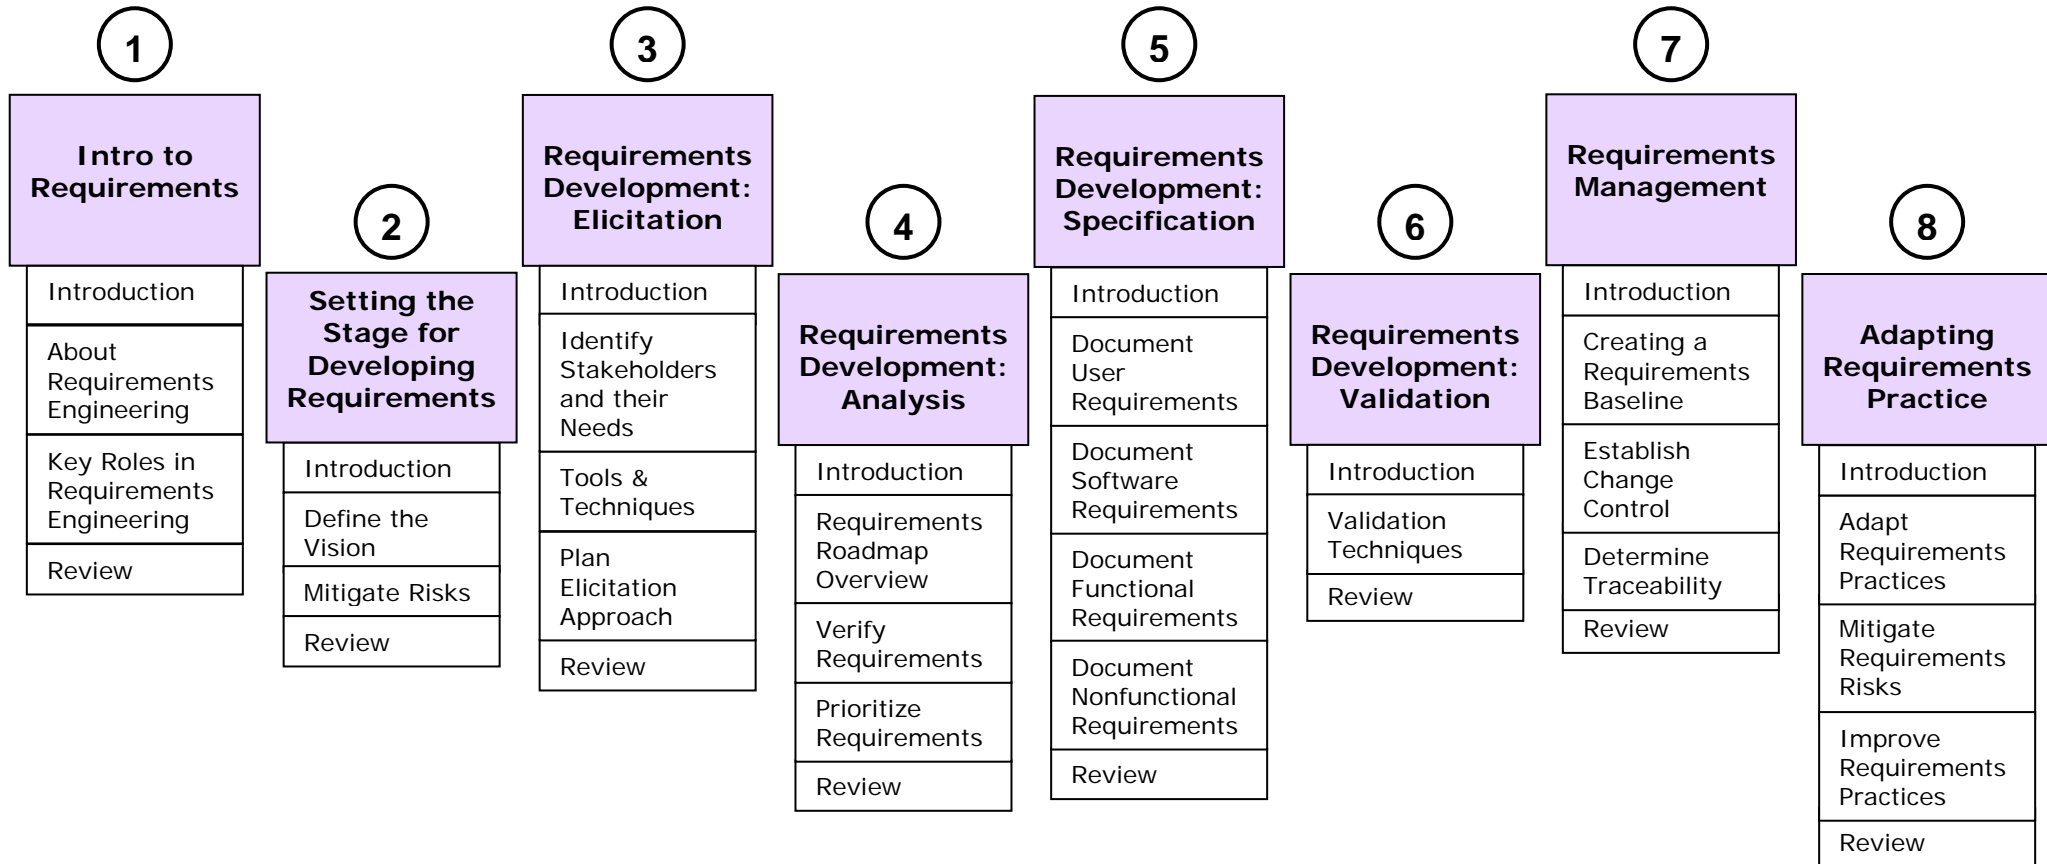 1
Intro to
Requirements
Introduction
About
Requirements
Engineering
Key Roles in
Requirements
Engineering
Review
2
Setting the
Stage for
Developing
Requirements
Introduction
Define the
Vision
Mitigate Risks
Review
3
Requirements
Development:
Elicitation
Introduction
Identify
Stakeholders
and their
Needs
Tools &
Techniques
Plan
Elicitation
Approach
Review
4
Requirements
Development:
Analysis
Introduction
Requirements
Roadmap
Overview
Verify
Requirements
Prioritize
Requirements
Review
5
Requirements
Development:
Specification
Introduction
Document
User
Requirements
Document
Software
Requirements
Document
Functional
Requirements
Document
Nonfunctional
Requirements
Review
6
Requirements
Development:
Validation
Introduction
Validation
Techniques
Review
7
Requirements
Management
Introduction
Creating a
Requirements
Baseline
Establish
Change
Control
Determine
Traceability
Review
8
Adapting
Requirements
Practice
Introduction
Adapt
Requirements
Practices
Mitigate
Requirements
Risks
Improve
Requirements
Practices
Review